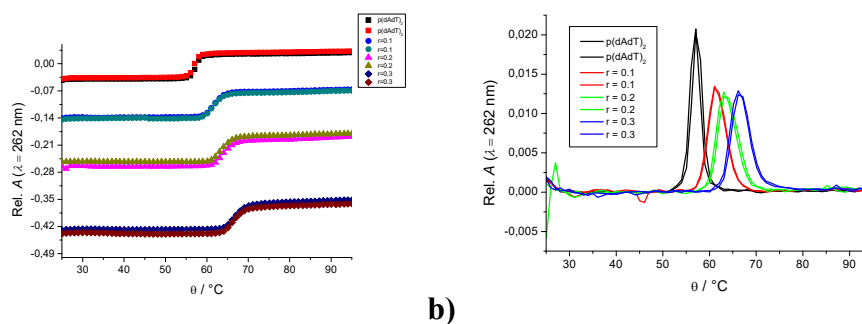 p(dAdT)₂
p(dAdT)₂
r=0.1
r=0.1
r=0.2
r=0.2
r=0.3
r=0.3
Rel. A (λ = 262 nm)
0,00
-0,07
-0,14
-0,21
-0,28
-0,35
-0,42
-0,49
30 40 50 60 70 80 90
θ / °C
b)
p(dAdT)₂
p(dAdT)₂
r = 0.1
r = 0.1
r = 0.2
r = 0.2
r = 0.3
r = 0.3
Rel. A (λ = 262 nm)
0,020
0,015
0,010
0,005
0,000
-0,005
30 40 50 60 70 80 90
θ / °C